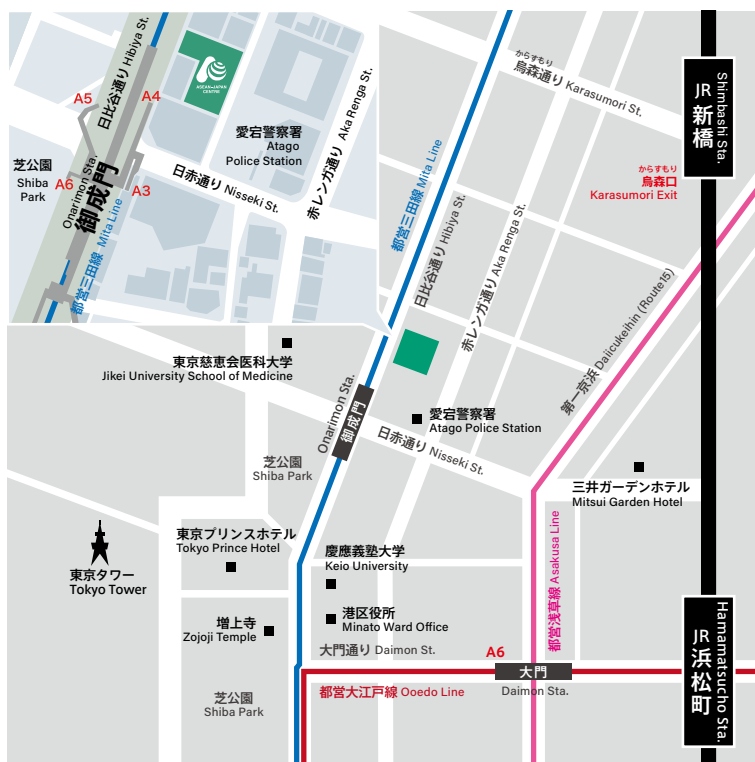 日比谷通り Hibiya St.
A5
A4
ASEAN-JAPAN
CENTRE
愛宕警察署
Atago
Police Station
赤レンガ通り Aka Renga St.
芝公園
Shiba
Park
A6
Onarimon Sta.
御成門
A3
日赤通り Nisseki St.
都営三田線 Mita Line
からすもり
烏森通り Karasumori St.
JR 新橋
Shimbashi Sta.
からすもり
烏森口
Karasumori Exit
都営三田線 Mita Line
日比谷通り Hibiya St.
赤レンガ通り Aka Renga St.
第一京浜 Daiicukeihin (Route15)
東京慈恵会医科大学
Jikei University School of Medicine
Onarimon Sta.
御成門
愛宕警察署
Atago Police Station
日赤通り Nisseki St.
芝公園
Shiba Park
三井ガーデンホテル
Mitsui Garden Hotel
東京タワー
Tokyo Tower
東京プリンスホテル
Tokyo Prince Hotel
慶應義塾大学
Keio University
都営浅草線 Asakusa Line
増上寺
Zojoji Temple
港区役所
Minato Ward Office
大門通り Daimon St.
A6
大門
Daimon Sta.
都営大江戸線 Ooedo Line
芝公園
Shiba Park
JR 浜松町
Hamamatsucho Sta.